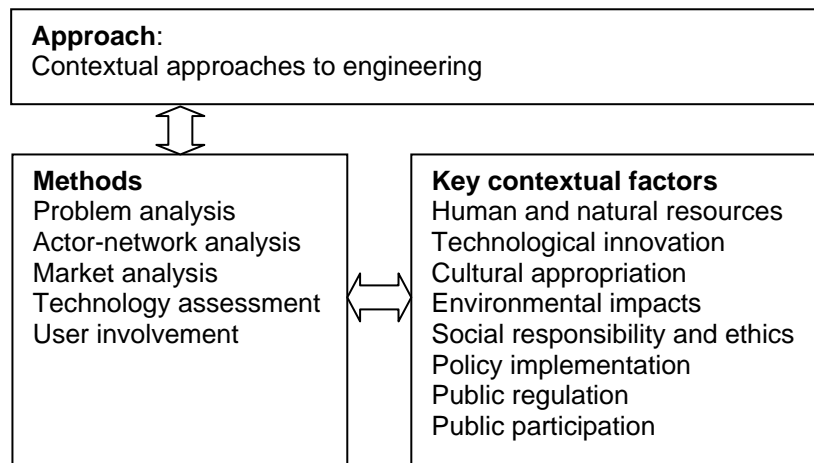 Approach:
Contextual approaches to engineering
Methods
Problem analysis
Actor-network analysis
Market analysis
Technology assessment
User involvement
Key contextual factors
Human and natural resources
Technological innovation
Cultural appropriation
Environmental impacts
Social responsibility and ethics
Policy implementation
Public regulation
Public participation